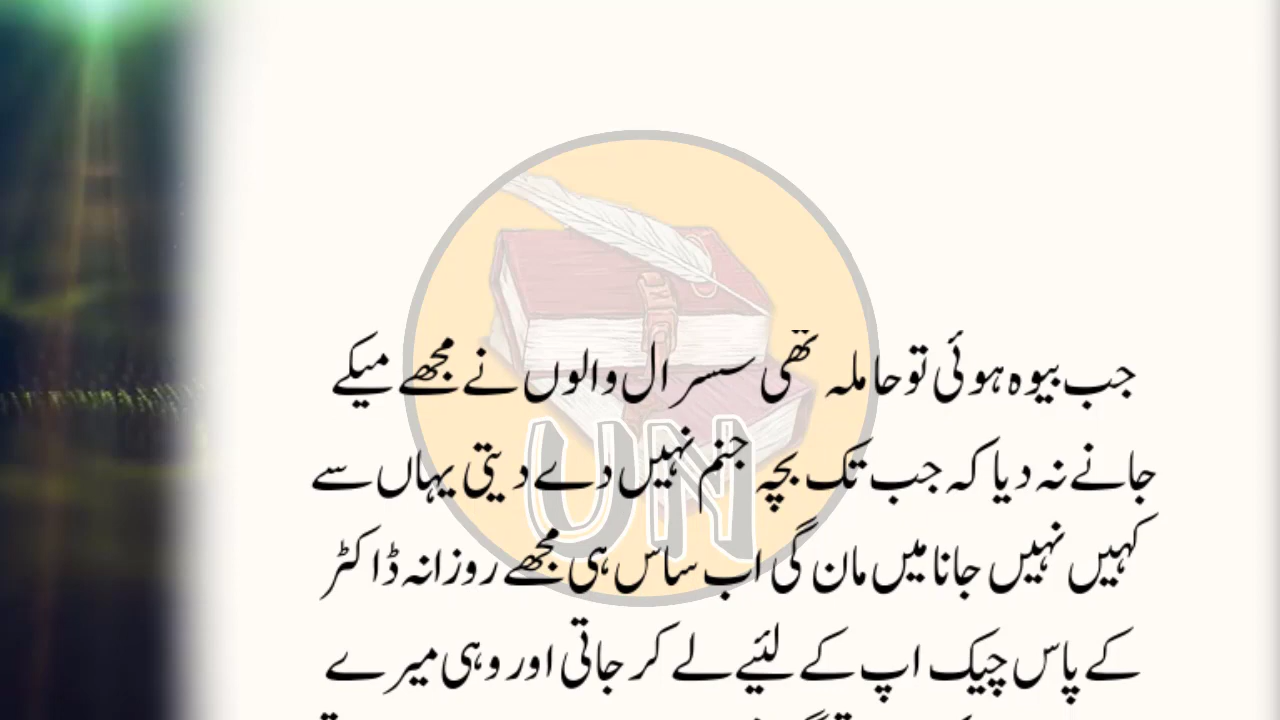 جب بیوہ ہوئی تو حاملہ تھی سسرال والوں نے مجھے میکے
جانے نہ دیا کہ جب تک بچہ جنم نہیں دے دیتی یہاں سے
کہیں نہیں جانا میں مان گی اب ساس ہی مجھے روزانہ ڈاکٹر
کے پاس چیک اپ کے لئیے لے کر جاتی اور وہی میرے
UN